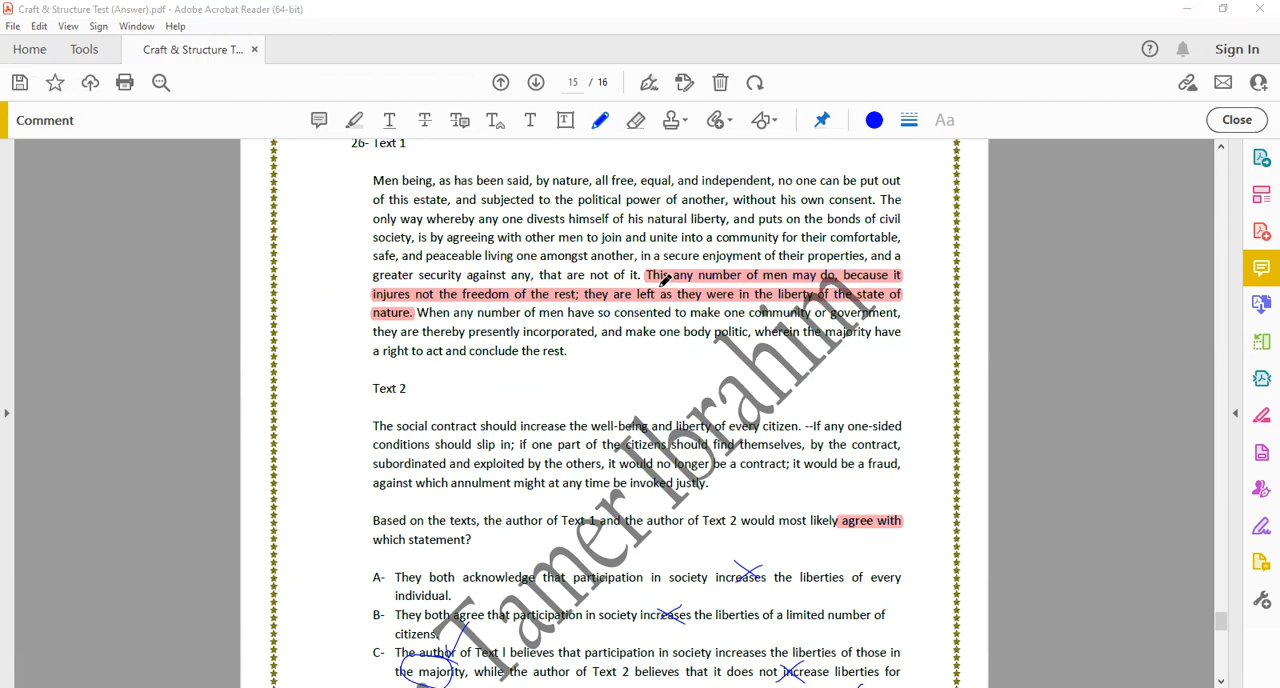 Craft & Structure Test (Answer).pdf - Adobe Acrobat Reader (64-bit)
File Edit View Sign Window Help
Home Tools Craft & Structure T... × Sign In
15 / 16
Comment Aa Close
26- Text 1
Men being, as has been said, by nature, all free, equal, and independent, no one can be put out
of this estate, and subjected to the political power of another, without his own consent. The
only way whereby any one divests himself of his natural liberty, and puts on the bonds of civil
society, is by agreeing with other men to join and unite into a community for their comfortable,
safe, and peaceable living one amongst another, in a secure enjoyment of their properties, and a
greater security against any, that are not of it. This any number of men may do, because it
injures not the freedom of the rest; they are left as they were in the liberty of the state of
nature. When any number of men have so consented to make one community or government,
they are thereby presently incorporated, and make one body politic, wherein the majority have
a right to act and conclude the rest.
Text 2
The social contract should increase the well-being and liberty of every citizen. --If any one-sided
conditions should slip in; if one part of the citizens should find themselves, by the contract,
subordinated and exploited by the others, it would no longer be a contract; it would be a fraud,
against which annulment might at any time be invoked justly.
Based on the texts, the author of Text 1 and the author of Text 2 would most likely agree with
which statement?
A- They both acknowledge that participation in society increases the liberties of every
individual.
B- They both agree that participation in society increases the liberties of a limited number of
citizens.
C- The author of Text I believes that participation in society increases the liberties of those in
the majority, while the author of Text 2 believes that it does not increase liberties for
Tamer Ibrahim